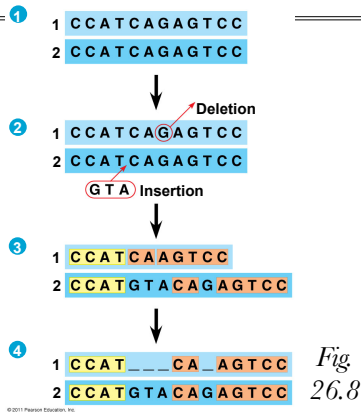 1
1 CCATCAGAGTCC
2 CCATCAGAGTCC
Deletion
2
1 CCATCAGAGTCC
2 CCATCAGAGTCC
GTA Insertion
3
1 CCATCAAGTCC
2 CCATGTACAGAGTCC
4
1 CCAT___CA_AGTCC
2 CCATGTACAGAGTCC
Fig.
26.8
© 2011 Pearson Education, Inc.